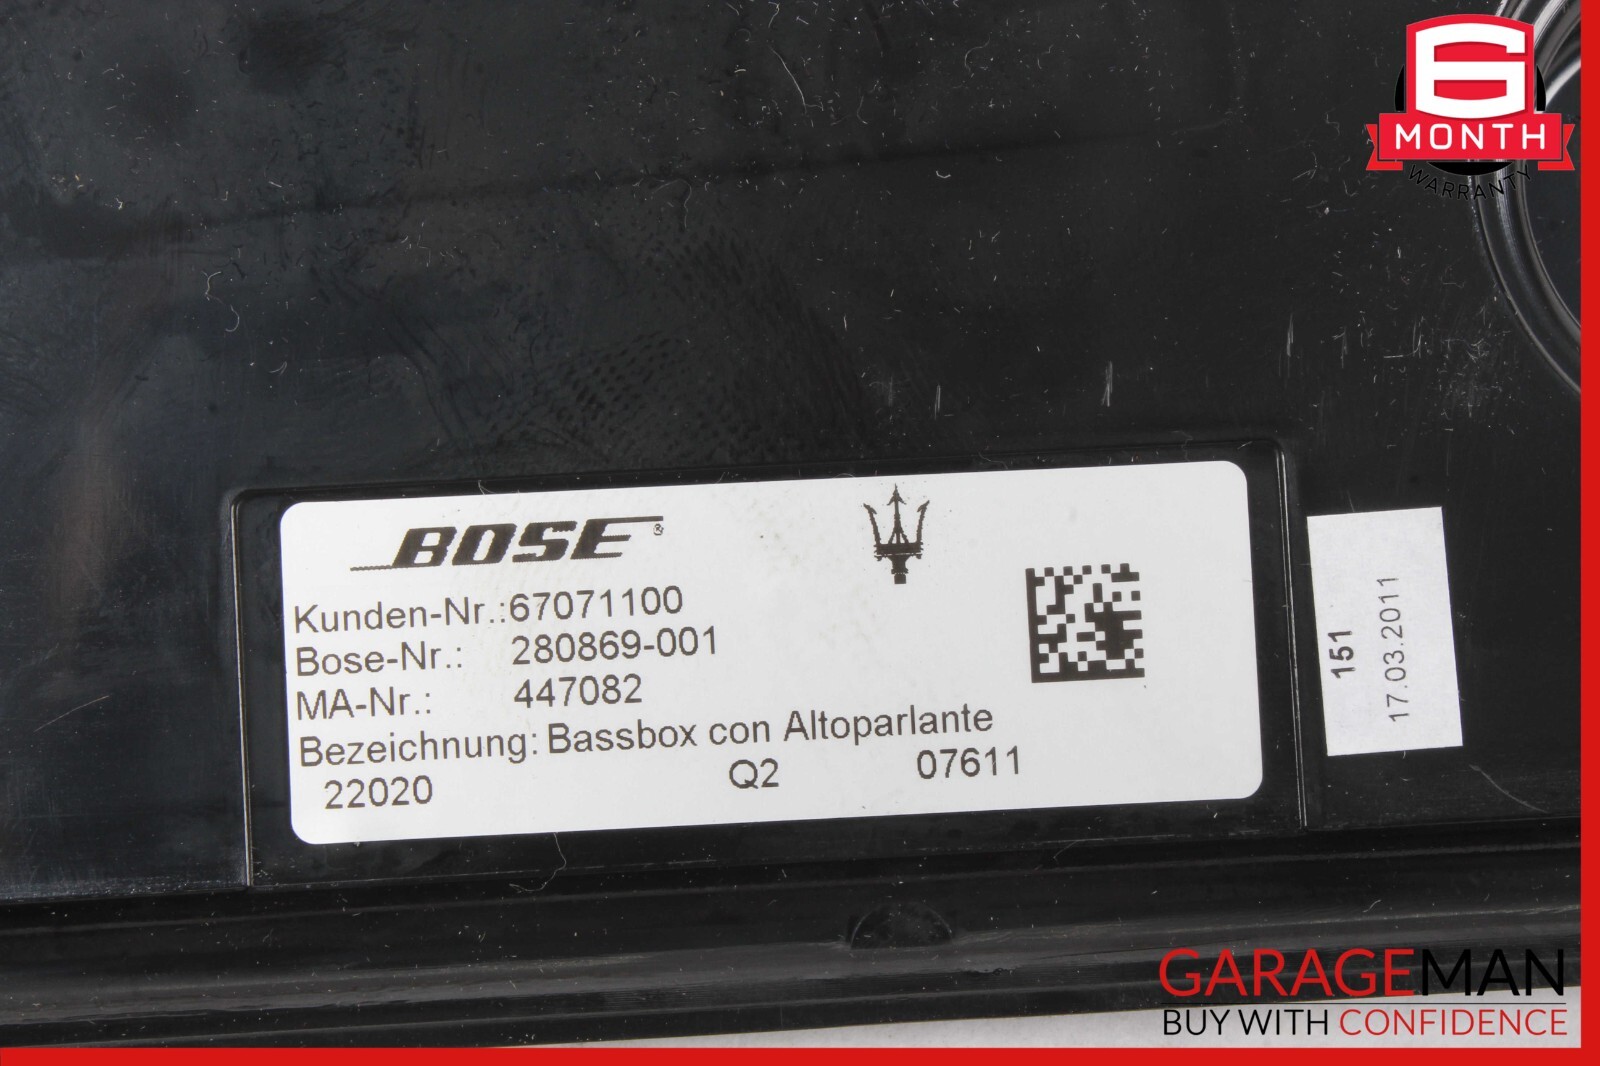 6
MONTH
WARRANTY
BOSE®
Kunden-Nr.:67071100
Bose-Nr.: 280869-001
MA-Nr.: 447082
Bezeichnung: Bassbox con Altoparlante
22020 Q2 07611
151
17.03.2011
GARAGEMAN
BUY WITH CONFIDENCE